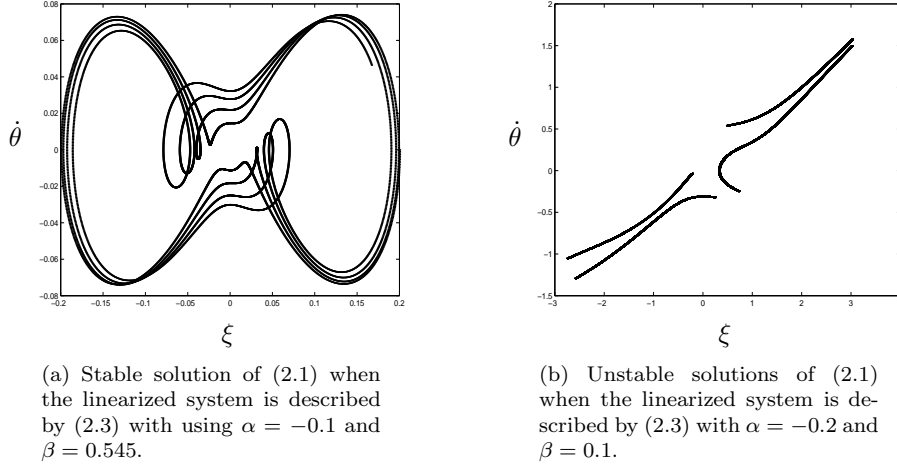 0.08
0.06
0.04
0.02
0
−0.02
−0.04
−0.06
−0.08
−0.2
−0.15
−0.1
−0.05
0
0.05
0.1
0.15
0.2
θ̇
ξ
2
1.5
1
0.5
0
−0.5
−1
−1.5
−3
−2
−1
0
1
2
3
θ̇
ξ
(a) Stable solution of (2.1) when
the linearized system is described
by (2.3) with using α = −0.1 and
β = 0.545.
(b) Unstable solutions of (2.1)
when the linearized system is de-
scribed by (2.3) with α = −0.2 and
β = 0.1.